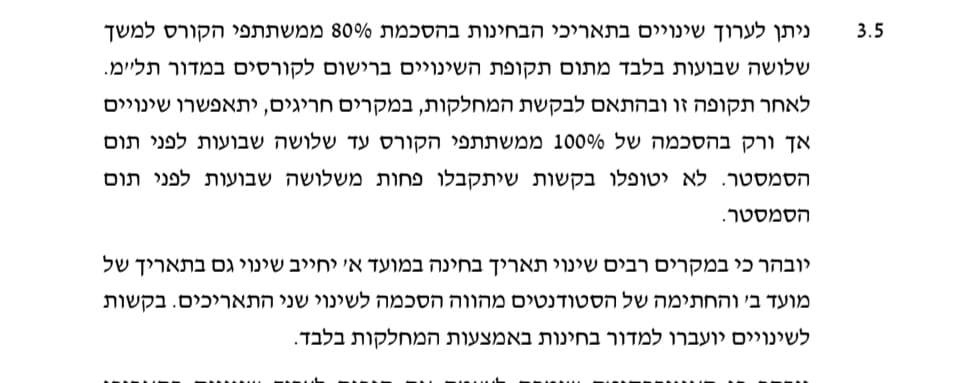 3.5 ניתן לערוך שינויים בתאריכי הבחינות בהסכמת 80% ממשתתפי הקורס למשך
שלושה שבועות בלבד מתום תקופת השינויים ברישום לקורסים במדור תל״מ.
לאחר תקופה זו ובהתאם לבקשת המחלקות, במקרים חריגים, יתאפשרו שינויים
אך ורק בהסכמה של 100% ממשתתפי הקורס עד שלושה שבועות לפני תום
הסמסטר. לא יטופלו בקשות שיתקבלו פחות משלושה שבועות לפני תום
הסמסטר.
יובהר כי במקרים רבים שינוי תאריך בחינה במועד א׳ יחייב שינוי גם בתאריך של
מועד ב׳ והחתימה של הסטודנטים מהווה הסכמה לשינוי שני התאריכים. בקשות
לשינויים יועברו למדור בחינות באמצעות המחלקות בלבד.